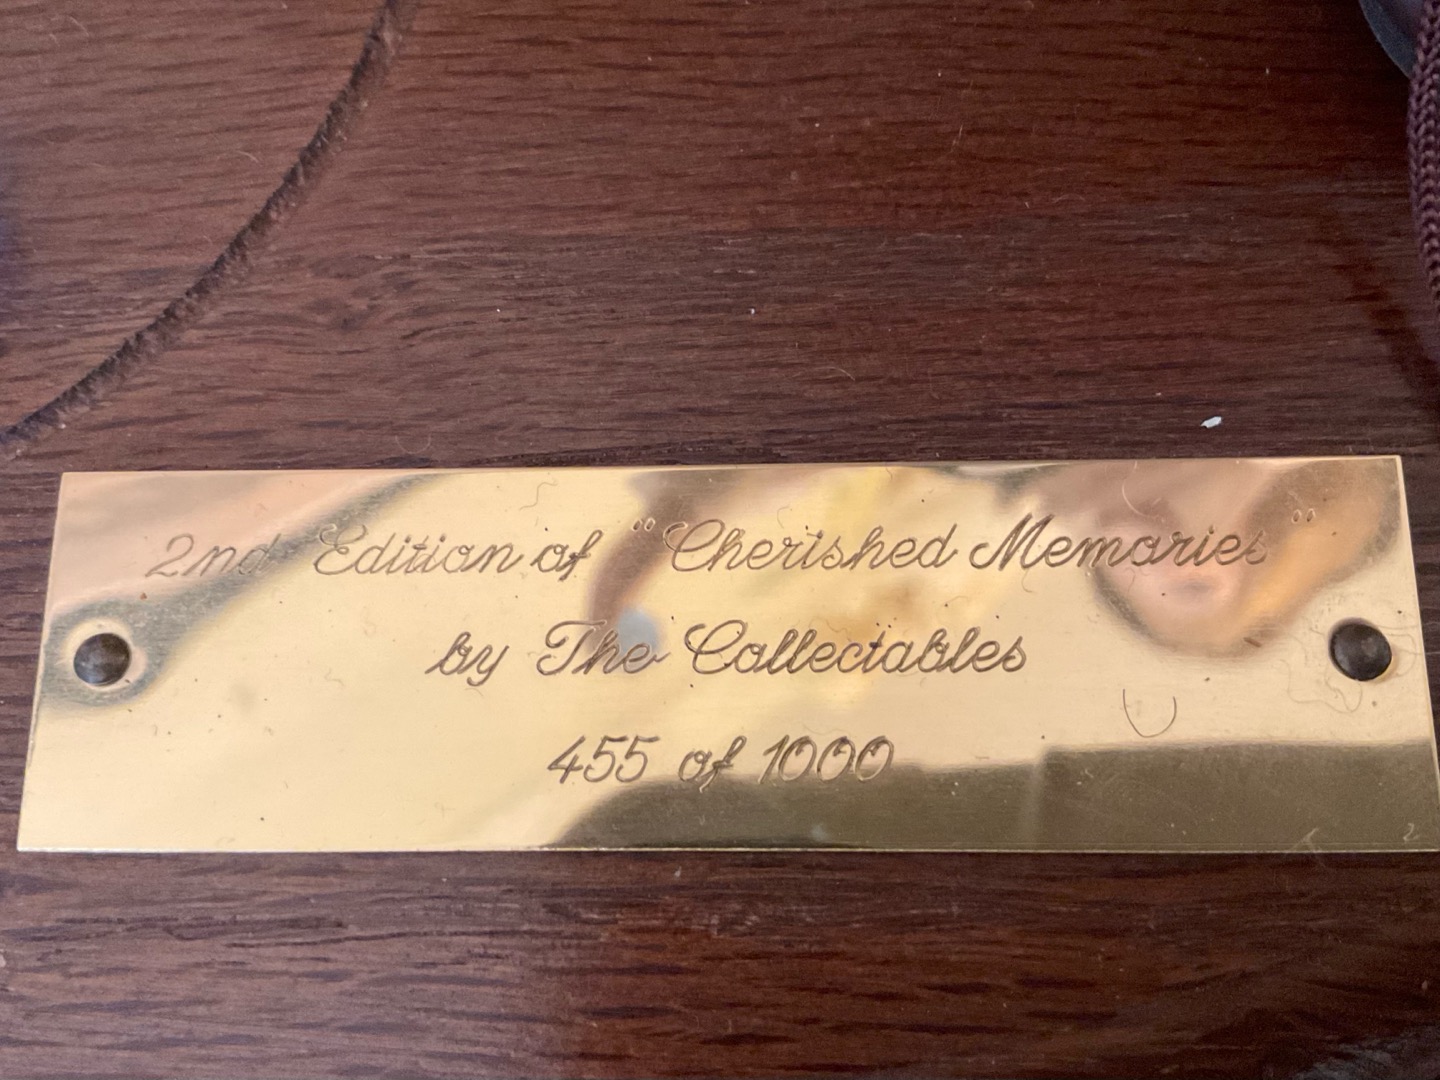 2nd Edition of "Cherished Memories"
by The Collectables
455 of 1000